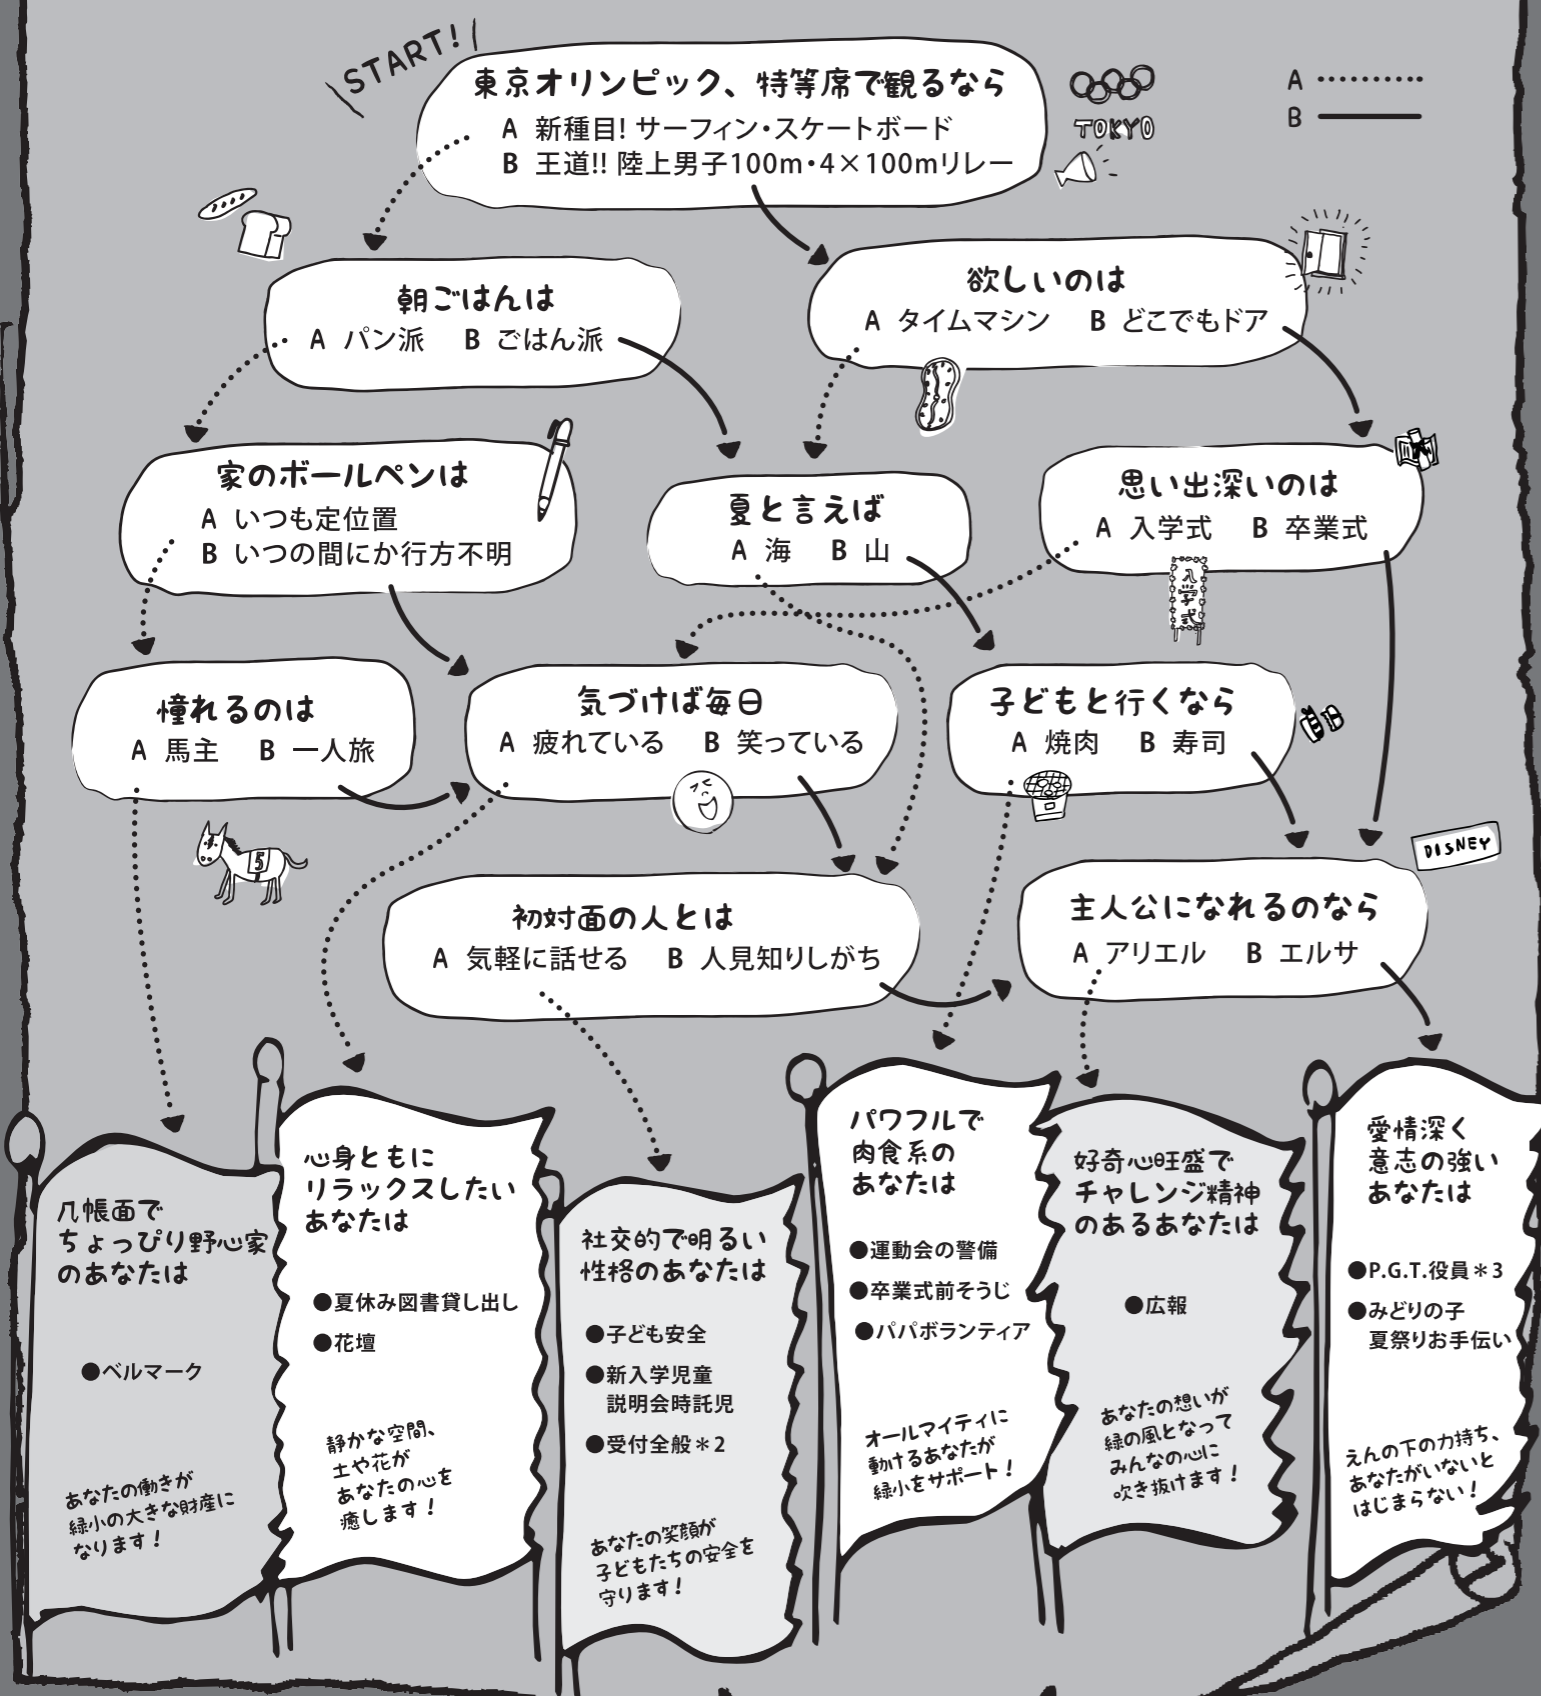 START!
東京オリンピック、特等席で観るなら
A 新種目! サーフィン・スケートボード
B 王道!! 陸上男子100m・4×100mリレー
TOKYO
A
B
朝ごはんは
A パン派 B ごはん派
欲しいのは
A タイムマシン B どこでもドア
家のボールペンは
A いつも定位置
B いつの間にか行方不明
夏と言えば
A 海 B 山
思い出深いのは
A 入学式 B 卒業式
入学式
憧れるのは
A 馬主 B 一人旅
5
気づけば毎日
A 疲れている B 笑っている
子どもと行くなら
A 焼肉 B 寿司
初対面の人とは
A 気軽に話せる B 人見知りしがち
DISNEY
主人公になれるのなら
A アリエル B エルサ
几帳面で
ちょっぴり野心家
のあなたは
●ベルマーク
あなたの働きが
緑小の大きな財産に
なります!
心身ともに
リラックスしたい
あなたは
●夏休み図書貸し出し
●花壇
静かな空間、
土や花が
あなたの心を
癒します!
社交的で明るい
性格のあなたは
●子ども安全
●新入学児童
説明会時託児
●受付全般*2
あなたの笑顔が
子どもたちの安全を
守ります!
パワフルで
肉食系の
あなたは
●運動会の警備
●卒業式前そうじ
●パパボランティア
オールマイティに
動けるあなたが
緑小をサポート!
好奇心旺盛で
チャレンジ精神
のあるあなたは
●広報
あなたの想いが
緑の風となって
みんなの心に
吹き抜けます!
愛情深く
意志の強い
あなたは
●P.G.T.役員*3
●みどりの子
夏祭りお手伝い
えんの下の力持ち、
あなたがいないと
はじまらない!